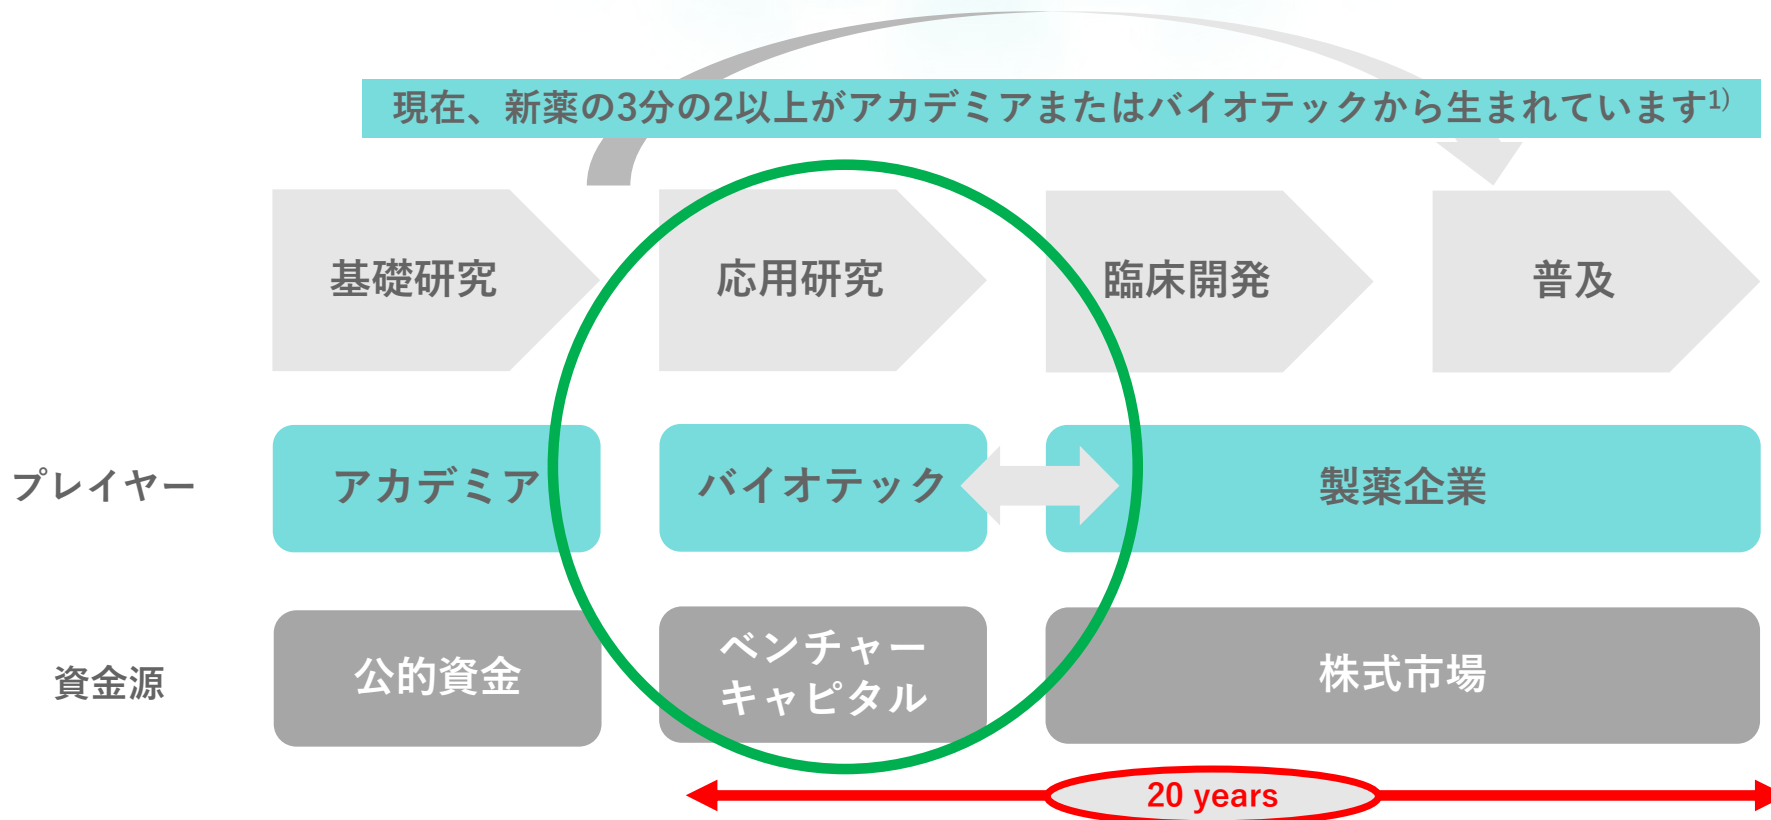 現在、新薬の3分の2以上がアカデミアまたはバイオテックから生まれています1)
基礎研究
応用研究
臨床開発
普及
プレイヤー
アカデミア
バイオテック
製薬企業
資金源
公的資金
ベンチャー
キャピタル
株式市場
20 years